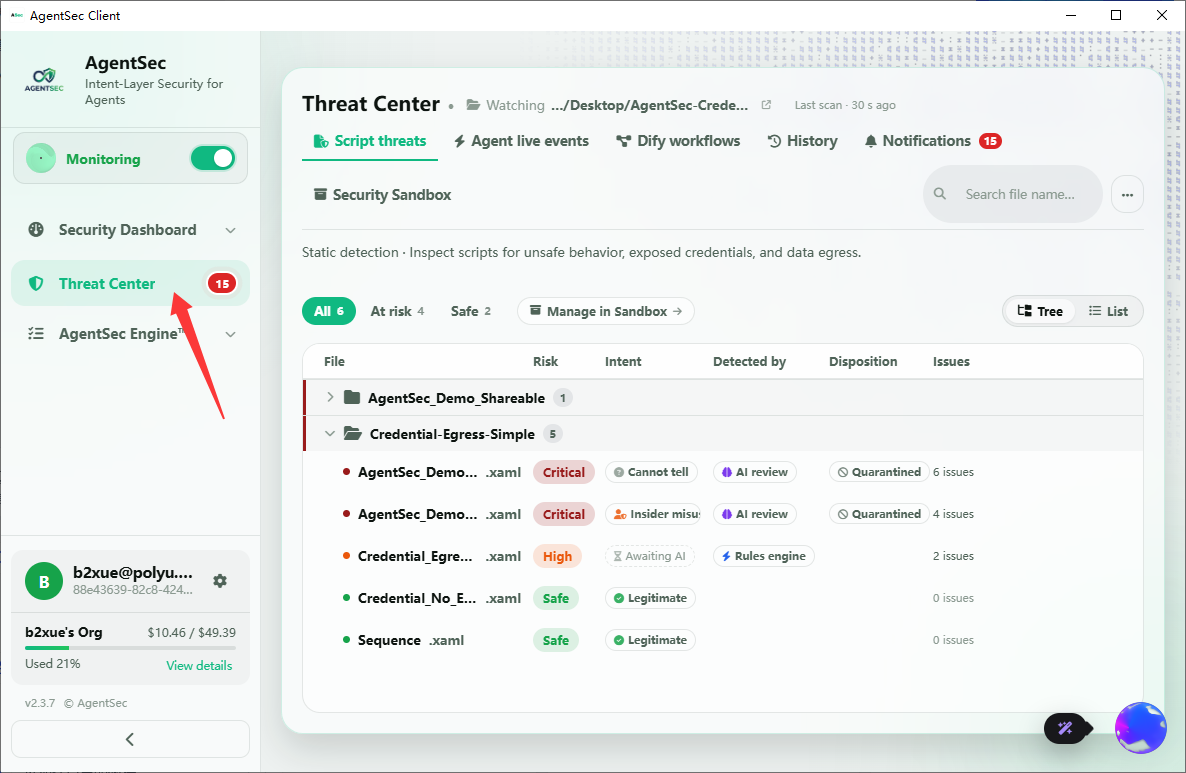 AgentSec Client
AgentSec
Intent-Layer Security for
Agents
AGENTSEC
Monitoring
Security Dashboard
Threat Center 15
AgentSec Engine™
B
b2xue@polyu....
88e43639-82c8-424...
b2xue's Org $10.46 / $49.39
Used 21% View details
v2.3.7 © AgentSec
Threat Center • Watching .../Desktop/AgentSec-Crede... Last scan · 30 s ago
Script threats Agent live events Dify workflows History Notifications 15
Security Sandbox Search file name... ...
Static detection · Inspect scripts for unsafe behavior, exposed credentials, and data egress.
All 6 At risk 4 Safe 2 Manage in Sandbox → Tree List
File Risk Intent Detected by Disposition Issues
AgentSec_Demo_Shareable 1
Credential-Egress-Simple 5
AgentSec_Demo... .xaml Critical Cannot tell AI review Quarantined 6 issues
AgentSec_Demo... .xaml Critical Insider misu AI review Quarantined 4 issues
Credential_Egre... .xaml High Awaiting AI Rules engine 2 issues
Credential_No_E... .xaml Safe Legitimate 0 issues
Sequence .xaml Safe Legitimate 0 issues